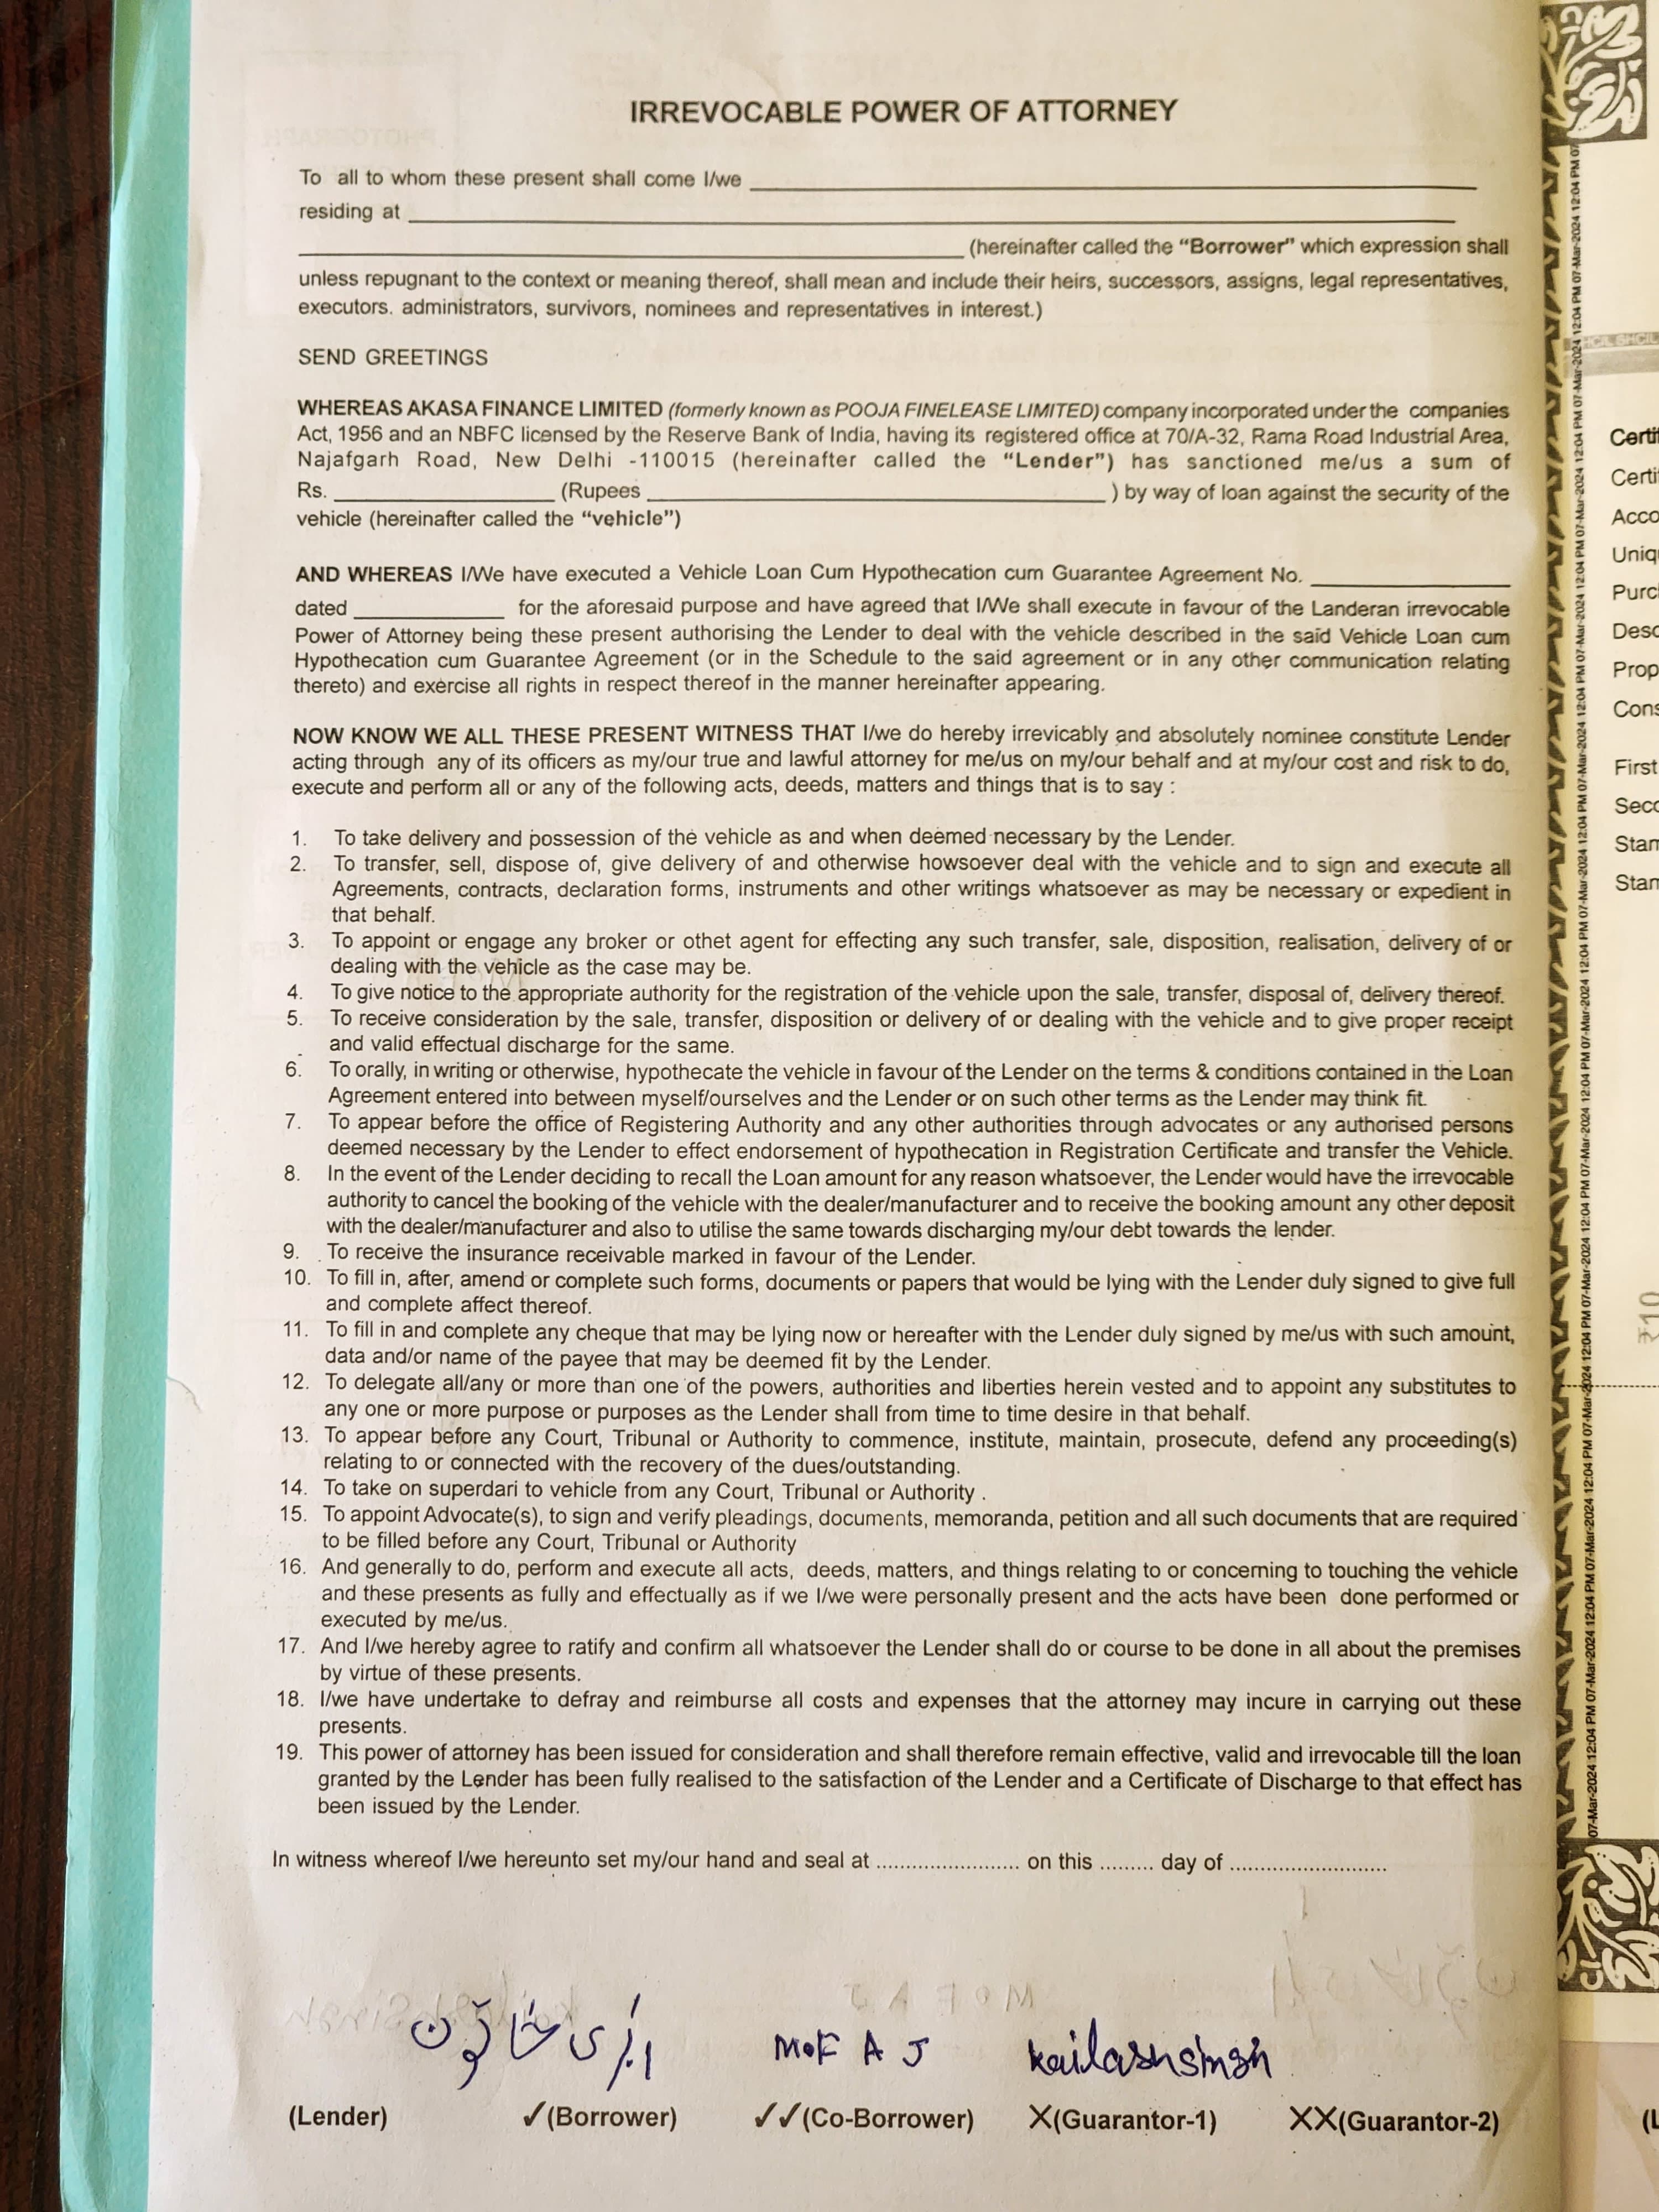 IRREVOCABLE POWER OF ATTORNEY
To all to whom these present shall come I/we
residing at
(hereinafter called the “Borrower” which expression shall
unless repugnant to the context or meaning thereof, shall mean and include their heirs, successors, assigns, legal representatives,
executors. administrators, survivors, nominees and representatives in interest.)
SEND GREETINGS
WHEREAS AKASA FINANCE LIMITED (formerly known as POOJA FINELEASE LIMITED) company incorporated under the companies
Act, 1956 and an NBFC licensed by the Reserve Bank of India, having its registered office at 70/A-32, Rama Road Industrial Area,
Najafgarh Road, New Delhi -110015 (hereinafter called the “Lender”) has sanctioned me/us a sum of
Rs. (Rupees ) by way of loan against the security of the
vehicle (hereinafter called the “vehicle”)
AND WHEREAS I/We have executed a Vehicle Loan Cum Hypothecation cum Guarantee Agreement No.
dated for the aforesaid purpose and have agreed that I/We shall execute in favour of the Landeran irrevocable
Power of Attorney being these present authorising the Lender to deal with the vehicle described in the said Vehicle Loan cum
Hypothecation cum Guarantee Agreement (or in the Schedule to the said agreement or in any other communication relating
thereto) and exercise all rights in respect thereof in the manner hereinafter appearing.
NOW KNOW WE ALL THESE PRESENT WITNESS THAT I/we do hereby irrevicably and absolutely nominee constitute Lender
acting through any of its officers as my/our true and lawful attorney for me/us on my/our behalf and at my/our cost and risk to do,
execute and perform all or any of the following acts, deeds, matters and things that is to say :
1. To take delivery and possession of the vehicle as and when deemed necessary by the Lender.
2. To transfer, sell, dispose of, give delivery of and otherwise howsoever deal with the vehicle and to sign and execute all
Agreements, contracts, declaration forms, instruments and other writings whatsoever as may be necessary or expedient in
that behalf.
3. To appoint or engage any broker or othet agent for effecting any such transfer, sale, disposition, realisation, delivery of or
dealing with the vehicle as the case may be.
4. To give notice to the appropriate authority for the registration of the vehicle upon the sale, transfer, disposal of, delivery thereof.
5. To receive consideration by the sale, transfer, disposition or delivery of or dealing with the vehicle and to give proper receipt
and valid effectual discharge for the same.
6. To orally, in writing or otherwise, hypothecate the vehicle in favour of the Lender on the terms & conditions contained in the Loan
Agreement entered into between myself/ourselves and the Lender or on such other terms as the Lender may think fit.
7. To appear before the office of Registering Authority and any other authorities through advocates or any authorised persons
deemed necessary by the Lender to effect endorsement of hypothecation in Registration Certificate and transfer the Vehicle.
8. In the event of the Lender deciding to recall the Loan amount for any reason whatsoever, the Lender would have the irrevocable
authority to cancel the booking of the vehicle with the dealer/manufacturer and to receive the booking amount any other deposit
with the dealer/manufacturer and also to utilise the same towards discharging my/our debt towards the lender.
9. To receive the insurance receivable marked in favour of the Lender.
10. To fill in, after, amend or complete such forms, documents or papers that would be lying with the Lender duly signed to give full
and complete affect thereof.
11. To fill in and complete any cheque that may be lying now or hereafter with the Lender duly signed by me/us with such amount,
data and/or name of the payee that may be deemed fit by the Lender.
12. To delegate all/any or more than one of the powers, authorities and liberties herein vested and to appoint any substitutes to
any one or more purpose or purposes as the Lender shall from time to time desire in that behalf.
13. To appear before any Court, Tribunal or Authority to commence, institute, maintain, prosecute, defend any proceeding(s)
relating to or connected with the recovery of the dues/outstanding.
14. To take on superdari to vehicle from any Court, Tribunal or Authority .
15. To appoint Advocate(s), to sign and verify pleadings, documents, memoranda, petition and all such documents that are required
to be filled before any Court, Tribunal or Authority
16. And generally to do, perform and execute all acts, deeds, matters, and things relating to or concerning to touching the vehicle
and these presents as fully and effectually as if we I/we were personally present and the acts have been done performed or
executed by me/us.
17. And I/we hereby agree to ratify and confirm all whatsoever the Lender shall do or course to be done in all about the premises
by virtue of these presents.
18. I/we have undertake to defray and reimburse all costs and expenses that the attorney may incure in carrying out these
presents.
19. This power of attorney has been issued for consideration and shall therefore remain effective, valid and irrevocable till the loan
granted by the Lender has been fully realised to the satisfaction of the Lender and a Certificate of Discharge to that effect has
been issued by the Lender.
In witness whereof I/we hereunto set my/our hand and seal at ........................ on this ......... day of ..........................
خاتون MOFAJ kailashsingh
(Lender) ✓(Borrower) ✓✓(Co-Borrower) X(Guarantor-1) XX(Guarantor-2)
07-Mar-2024 12:04 PM
First
₹10